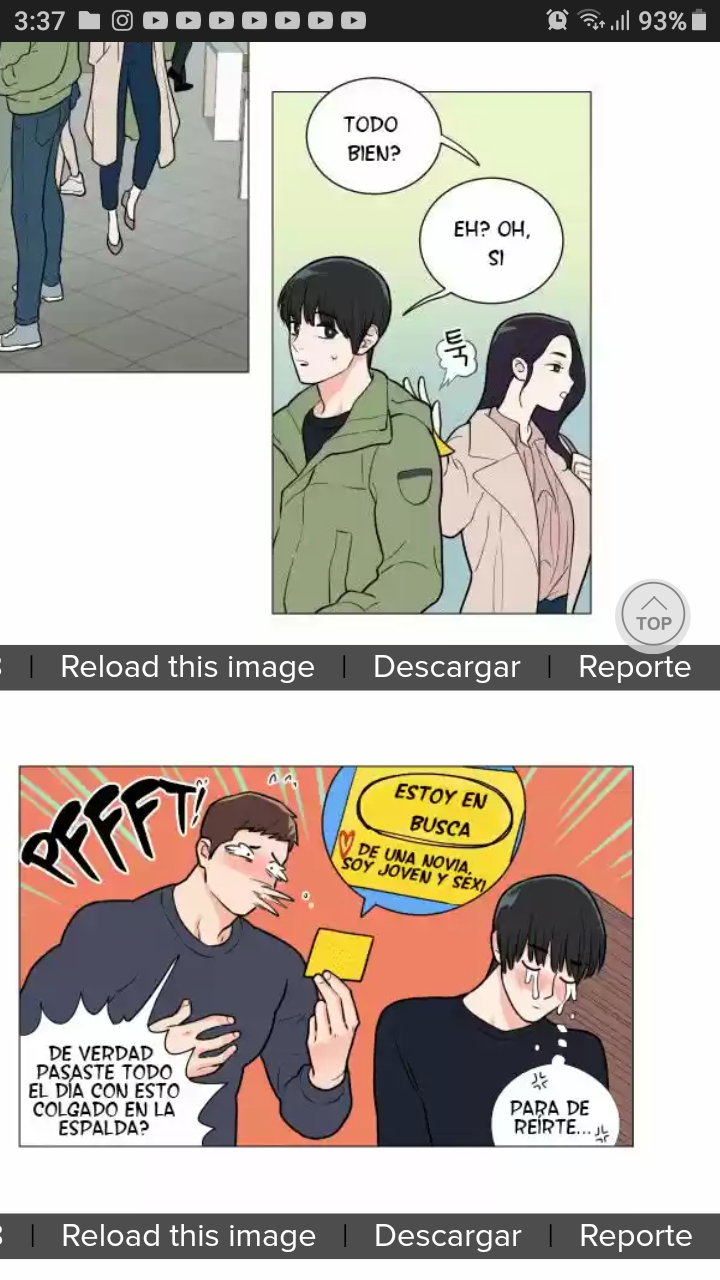 3:37
93%
TODO
BIEN?
EH? OH,
SI
툭
TOP
Reload this image | Descargar | Reporte
PFFFT!
ESTOY EN
BUSCA
DE UNA NOVIA,
SOY JOVEN Y SEXI
DE VERDAD
PASASTE TODO
EL DÍA CON ESTO
COLGADO EN LA
ESPALDA?
PARA DE
REÍRTE...
Reload this image | Descargar | Reporte